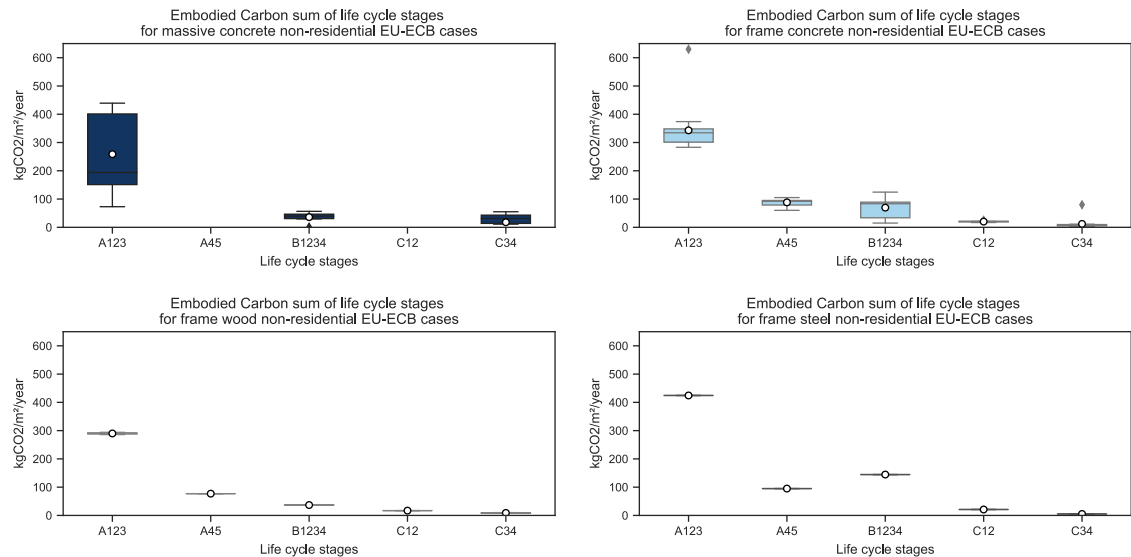 Embodied Carbon sum of life cycle stages
for massive concrete non-residential EU-ECB cases
kgCO2/m²/year
600
500
400
300
200
100
0
A123 A45 B1234 C12 C34
Life cycle stages
Embodied Carbon sum of life cycle stages
for frame concrete non-residential EU-ECB cases
kgCO2/m²/year
600
500
400
300
200
100
0
A123 A45 B1234 C12 C34
Life cycle stages
Embodied Carbon sum of life cycle stages
for frame wood non-residential EU-ECB cases
kgCO2/m²/year
600
500
400
300
200
100
0
A123 A45 B1234 C12 C34
Life cycle stages
Embodied Carbon sum of life cycle stages
for frame steel non-residential EU-ECB cases
kgCO2/m²/year
600
500
400
300
200
100
0
A123 A45 B1234 C12 C34
Life cycle stages